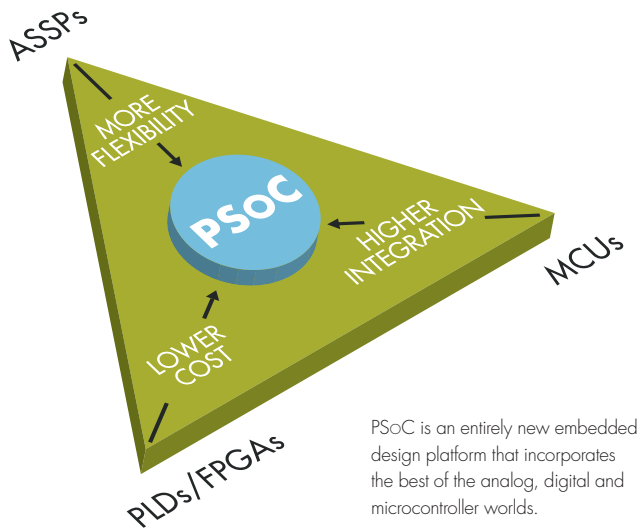 ASSPs
MORE
FLEXIBILITY
PSoC
HIGHER
INTEGRATION
MCUs
LOWER
COST
PLDs/FPGAs
PSoC is an entirely new embedded
design platform that incorporates
the best of the analog, digital and
microcontroller worlds.